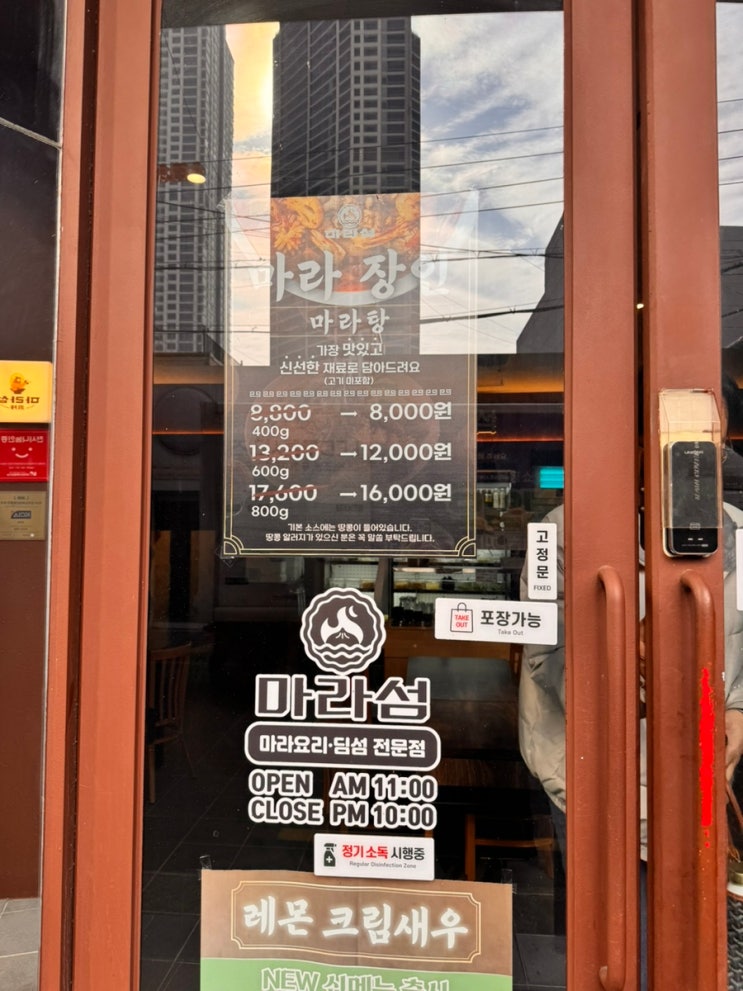 마라섬
마라 장인
마라탕
가장 맛있고
신선한 재료로 담아드려요
(고기 미포함)
8,800 → 8,000원
400g
13,200 → 12,000원
600g
17,600 → 16,000원
800g
기본 소스에는 땅콩이 들어있습니다.
땅콩 알러지가 있으신 분은 꼭 말씀 부탁드립니다.
고정문
FIXED
TAKE OUT
포장가능
Take Out
마라섬
마라요리·딤섬 전문점
OPEN AM 11:00
CLOSE PM 10:00
정기 소독 시행중
Regular Disinfection Zone
레몬 크림새우
NEW 신메뉴 출시